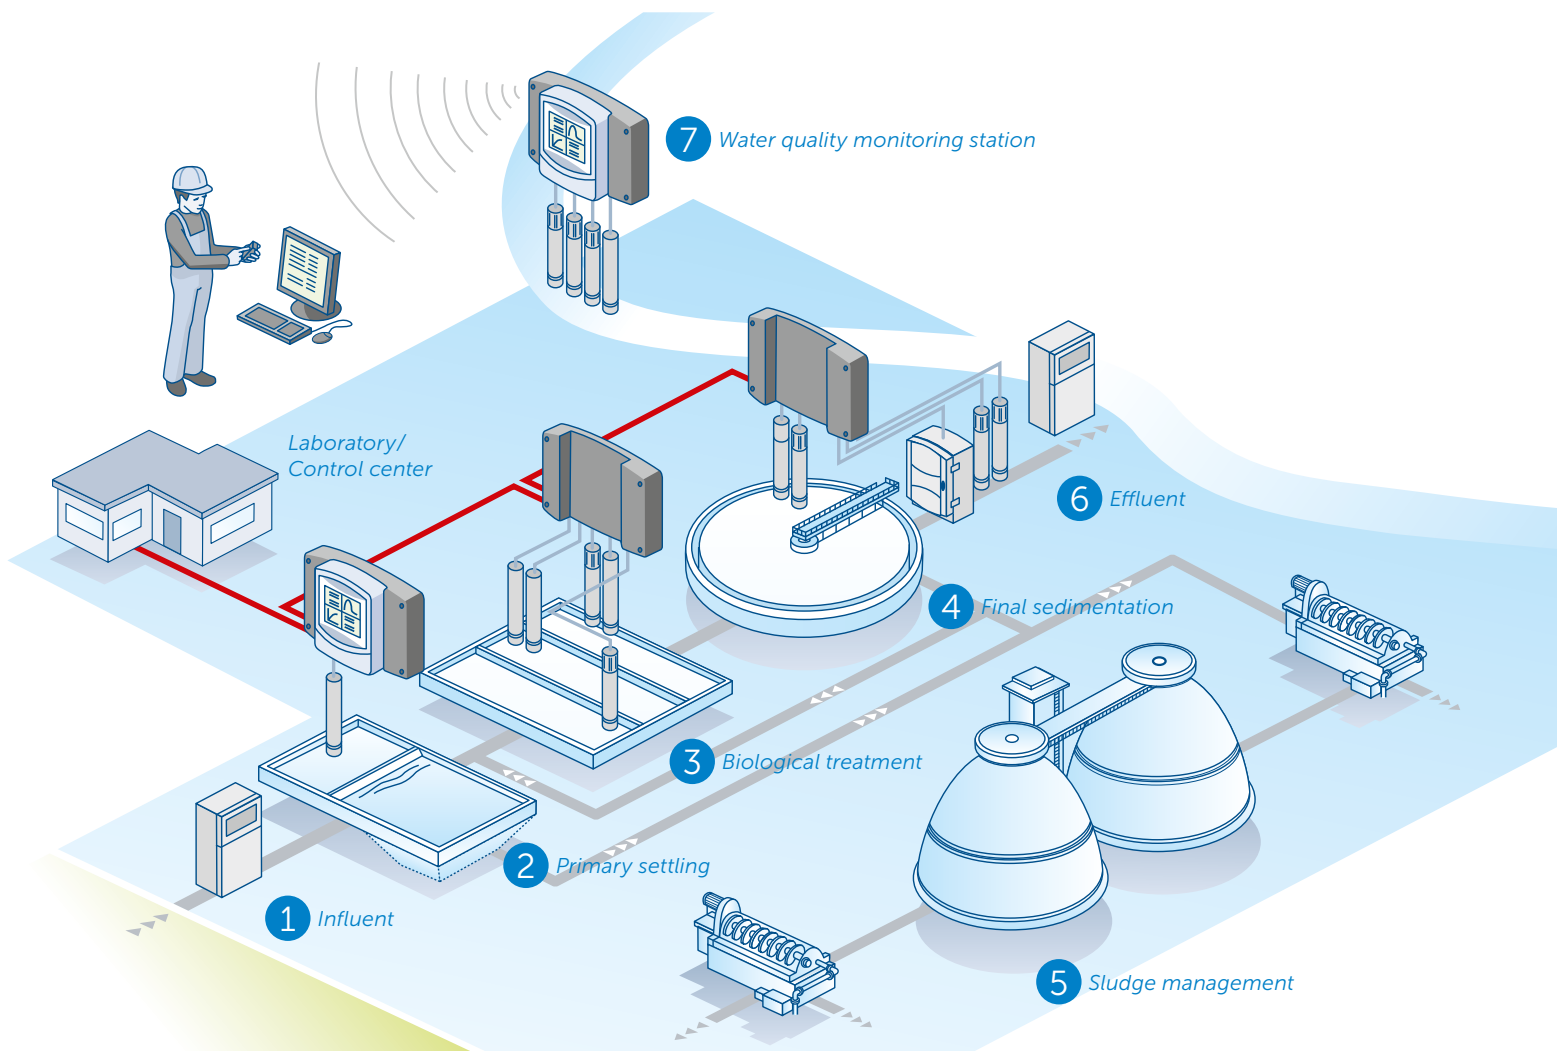 7 Water quality monitoring station
Laboratory/
Control center
6 Effluent
4 Final sedimentation
3 Biological treatment
2 Primary settling
1 Influent
5 Sludge management